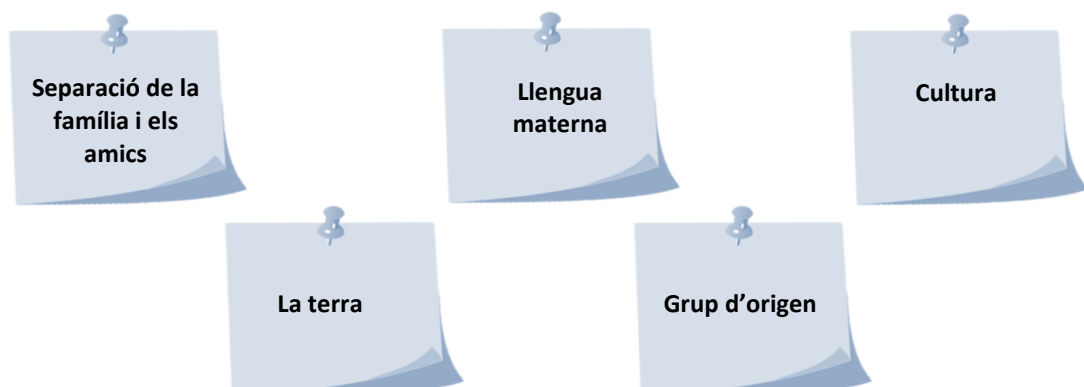 Separació de la
família i els
amics
Llengua
materna
Cultura
La terra
Grup d’origen